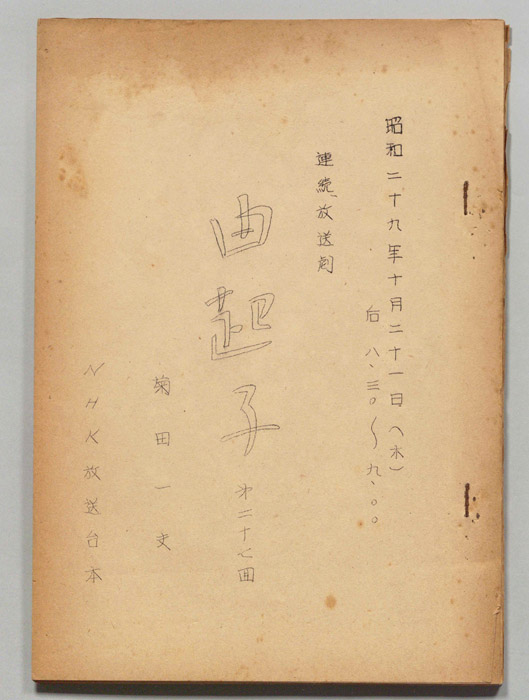 昭和二十九年十月二十一日(木)
后 八、三〇〜九、〇〇
連続放送劇
由起子 第二十七回
菊田一夫
NHK放送台本